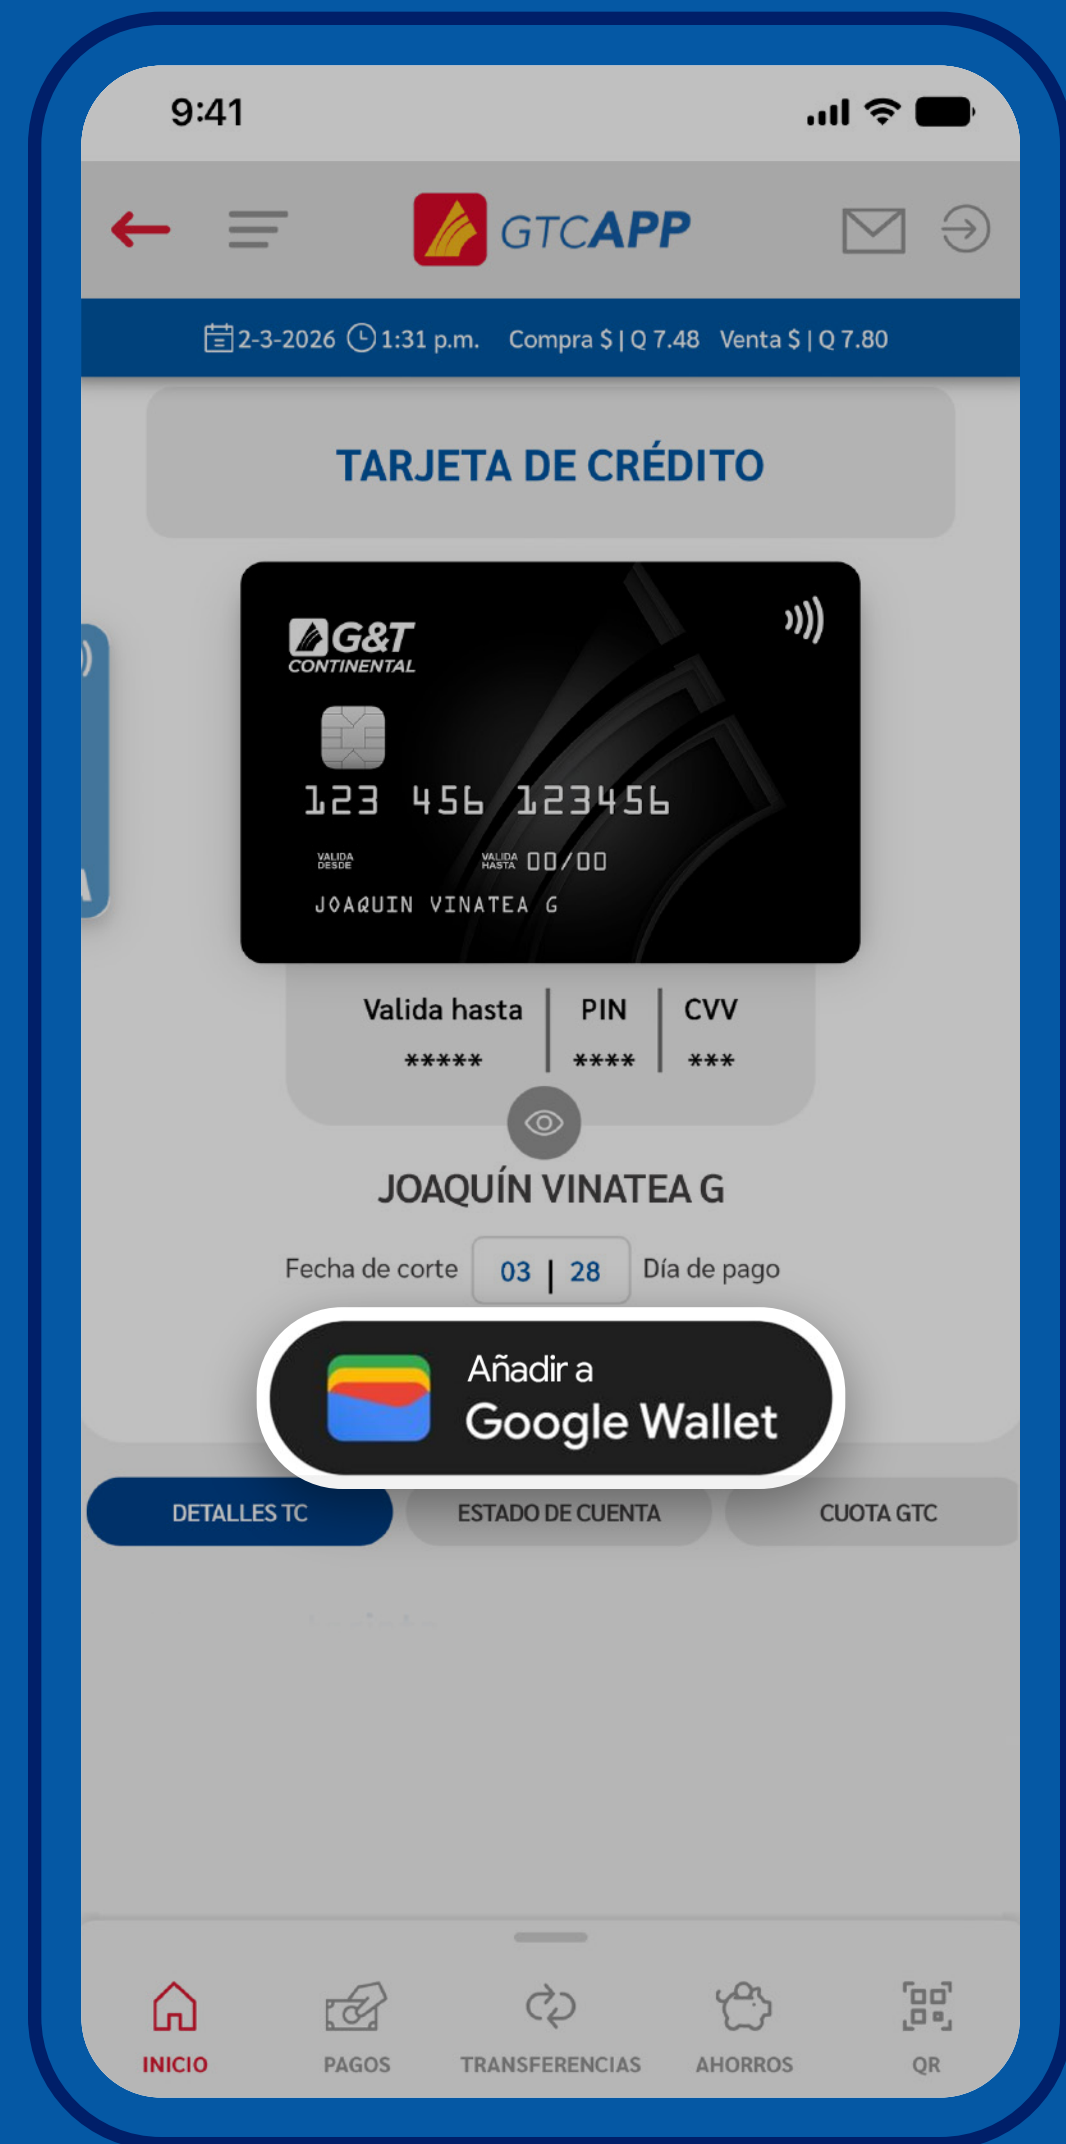 9:41
GTCAPP
2-3-2026 1:31 p.m. Compra $ | Q 7.48 Venta $ | Q 7.80
TARJETA DE CRÉDITO
G&T
CONTINENTAL
123 456 123456
VALIDA DESDE VALIDA HASTA 00/00
JOAQUIN VINATEA G
A
Valida hasta PIN CVV
***** **** ***
JOAQUÍN VINATEA G
Fecha de corte 03 | 28 Día de pago
Añadir a
Google Wallet
DETALLES TC ESTADO DE CUENTA CUOTA GTC
INICIO PAGOS TRANSFERENCIAS AHORROS QR